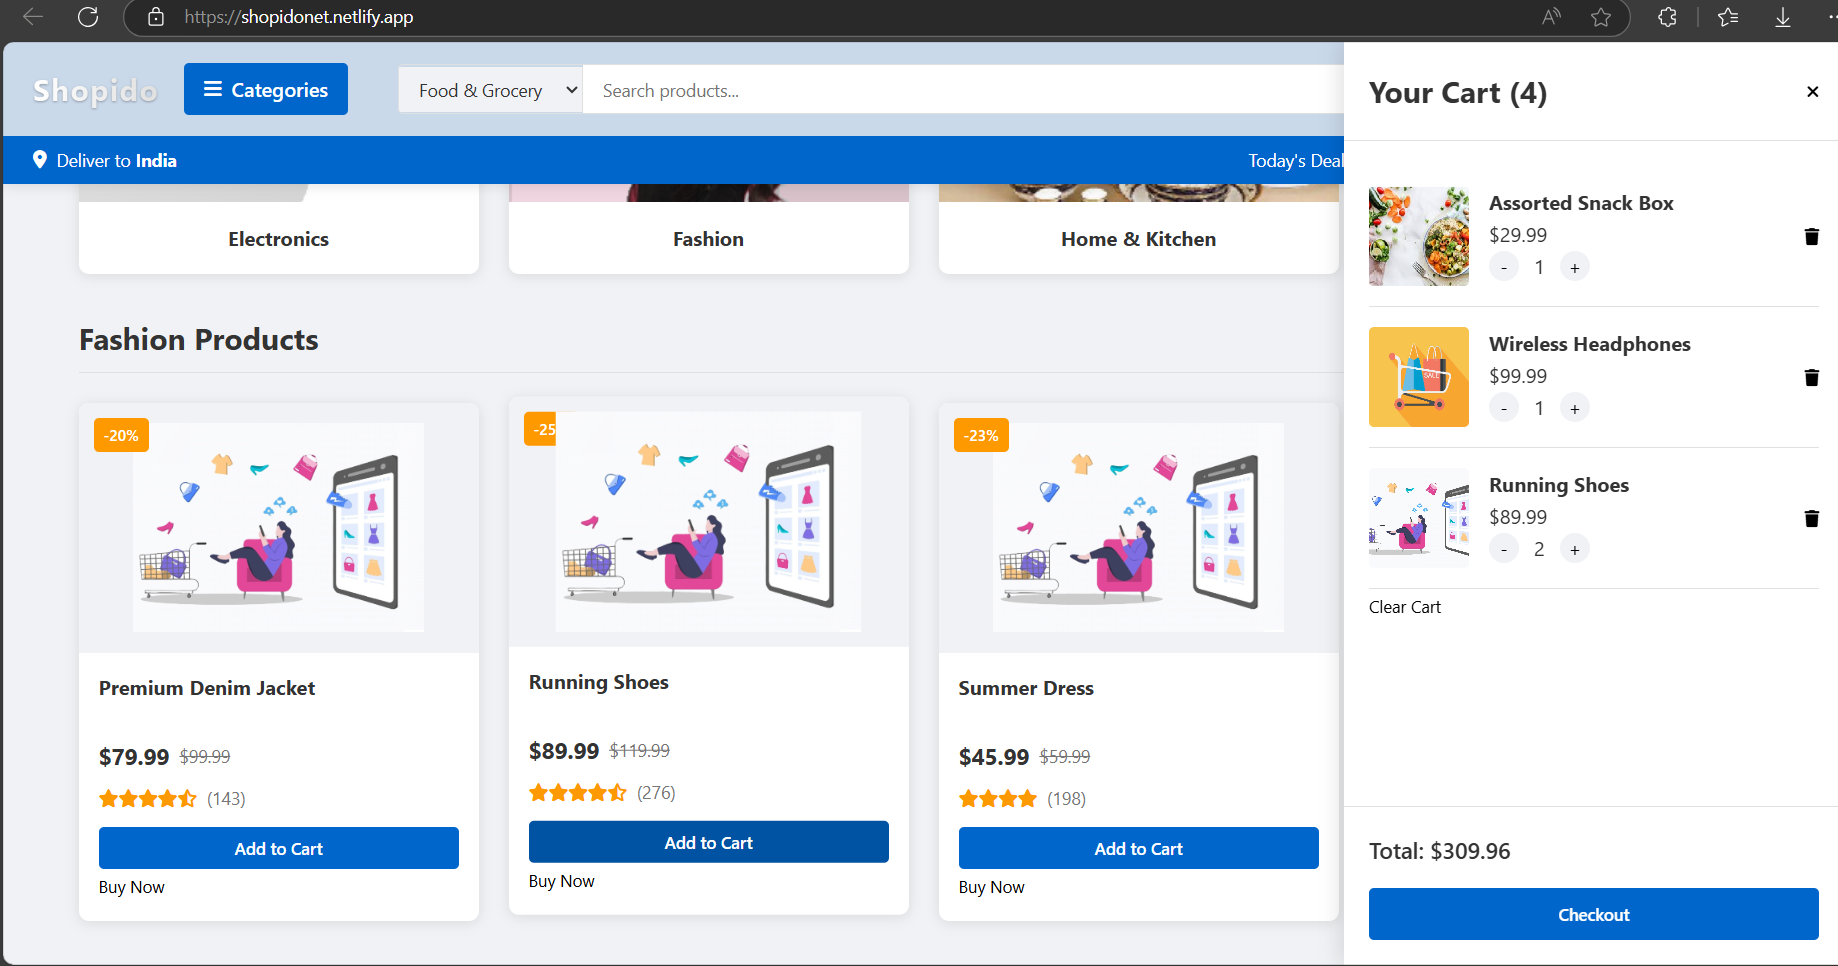 https://shopidonet.netlify.app
Shopido
Categories
Food & Grocery
Search products...
Deliver to India
Today's Deal
Electronics
Fashion
Home & Kitchen
Fashion Products
-20%
-25
-23%
Premium Denim Jacket
$79.99 $99.99
(143)
Add to Cart
Buy Now
Running Shoes
$89.99 $119.99
(276)
Add to Cart
Buy Now
Summer Dress
$45.99 $59.99
(198)
Add to Cart
Buy Now
Your Cart (4)
Assorted Snack Box
$29.99
- 1 +
Wireless Headphones
$99.99
- 1 +
SALE
Running Shoes
$89.99
- 2 +
Clear Cart
Total: $309.96
Checkout